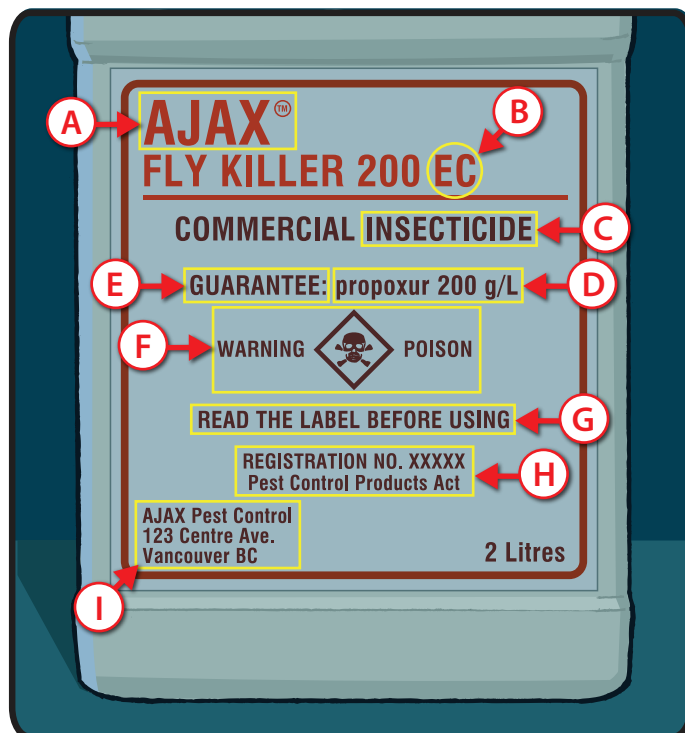 A
AJAX™
B
FLY KILLER 200 EC
COMMERCIAL INSECTICIDE
C
E
GUARANTEE: propoxur 200 g/L
D
F
WARNING POISON
READ THE LABEL BEFORE USING
G
REGISTRATION NO. XXXXX
Pest Control Products Act
H
AJAX Pest Control
123 Centre Ave.
Vancouver BC
2 Litres
I